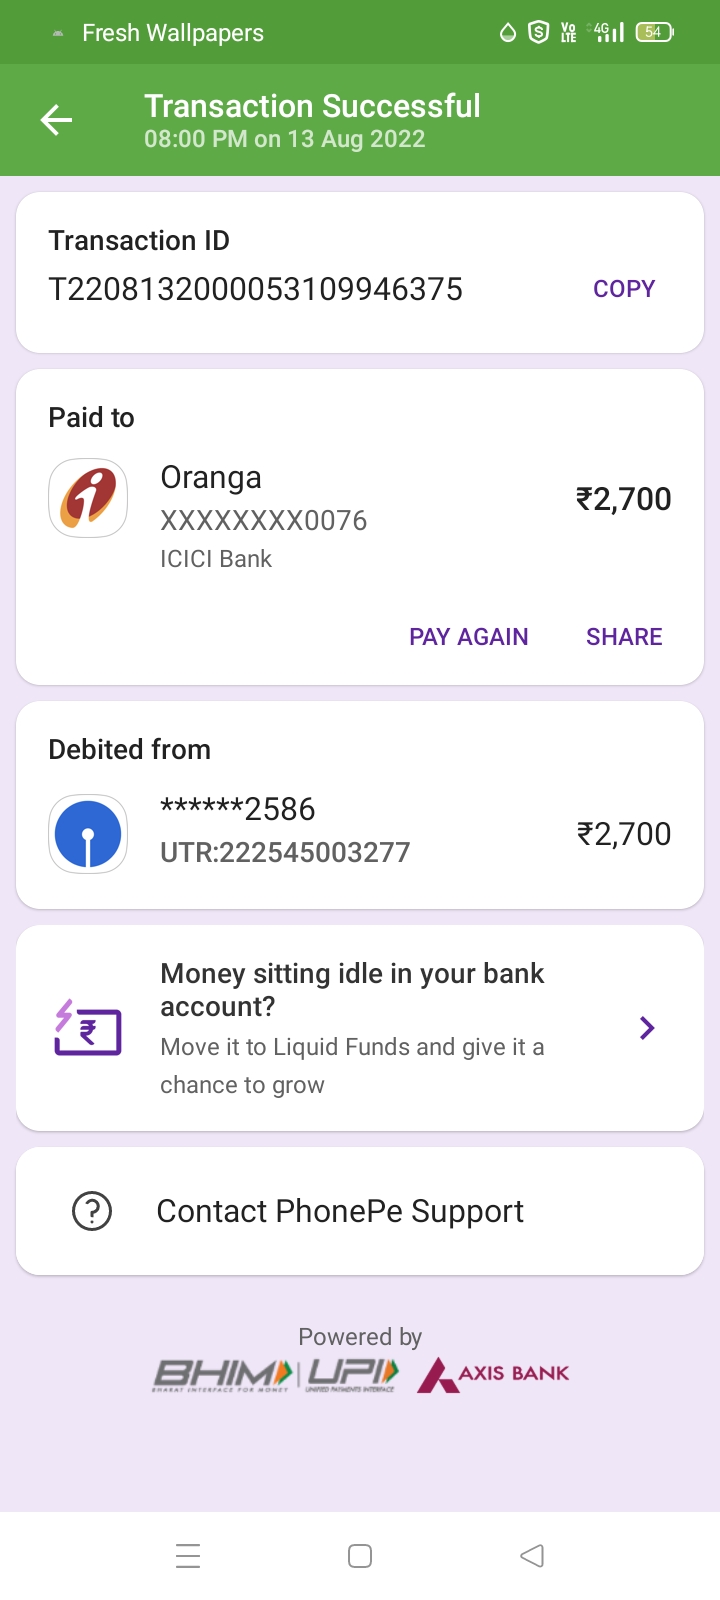 Fresh Wallpapers
Vo LTE 4G 54
Transaction Successful
08:00 PM on 13 Aug 2022
Transaction ID
T2208132000053109946375 COPY
Paid to
Oranga
XXXXXXXX0076
₹2,700
ICICI Bank
PAY AGAIN SHARE
Debited from
******2586
UTR:222545003277
₹2,700
Money sitting idle in your bank
account?
Move it to Liquid Funds and give it a
chance to grow
Contact PhonePe Support
Powered by
BHIM UPI AXIS BANK
BHARAT INTERFACE FOR MONEY UNIFIED PAYMENTS INTERFACE